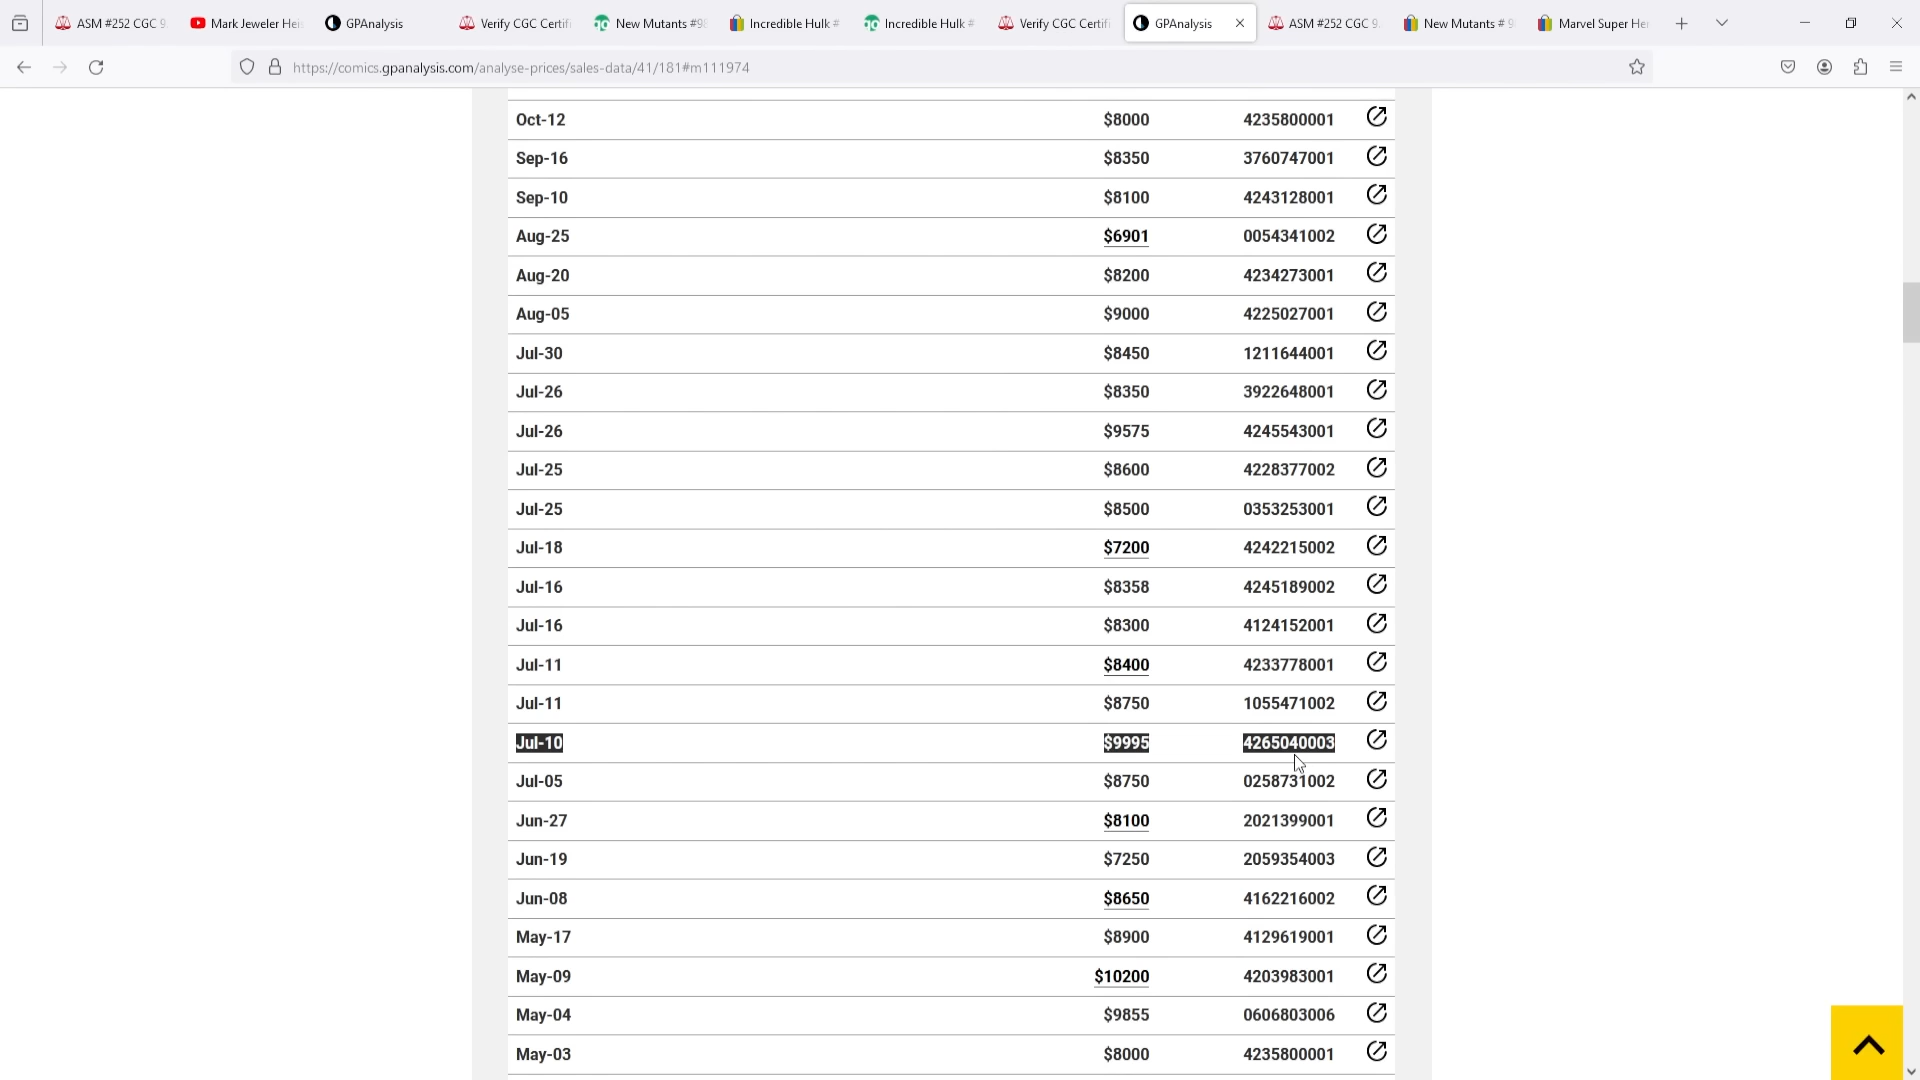 ASM #252 CGC 9.
Mark Jeweler Hei
GPAnalysis
Verify CGC Certifi
New Mutants #98
Incredible Hulk #
Incredible Hulk #
Verify CGC Certifi
GPAnalysis
ASM #252 CGC 9.
New Mutants # 9
Marvel Super He
https://comics.gpanalysis.com/analyse-prices/sales-data/41/181#m111974
Oct-12 $8000 4235800001
Sep-16 $8350 3760747001
Sep-10 $8100 4243128001
Aug-25 $6901 0054341002
Aug-20 $8200 4234273001
Aug-05 $9000 4225027001
Jul-30 $8450 1211644001
Jul-26 $8350 3922648001
Jul-26 $9575 4245543001
Jul-25 $8600 4228377002
Jul-25 $8500 0353253001
Jul-18 $7200 4242215002
Jul-16 $8358 4245189002
Jul-16 $8300 4124152001
Jul-11 $8400 4233778001
Jul-11 $8750 1055471002
Jul-10 $9995 4265040003
Jul-05 $8750 0258731002
Jun-27 $8100 2021399001
Jun-19 $7250 2059354003
Jun-08 $8650 4162216002
May-17 $8900 4129619001
May-09 $10200 4203983001
May-04 $9855 0606803006
May-03 $8000 4235800001